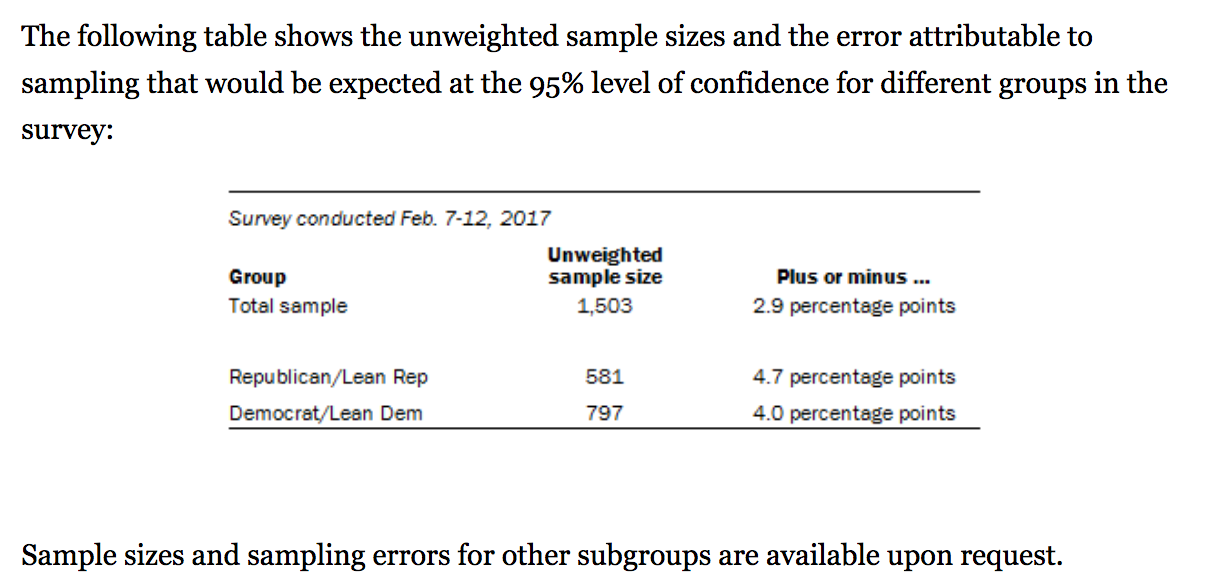 The following table shows the unweighted sample sizes and the error attributable to
sampling that would be expected at the 95% level of confidence for different groups in the
survey:
Survey conducted Feb. 7-12, 2017
Unweighted
Group sample size Plus or minus ...
Total sample 1,503 2.9 percentage points
Republican/Lean Rep 581 4.7 percentage points
Democrat/Lean Dem 797 4.0 percentage points
Sample sizes and sampling errors for other subgroups are available upon request.